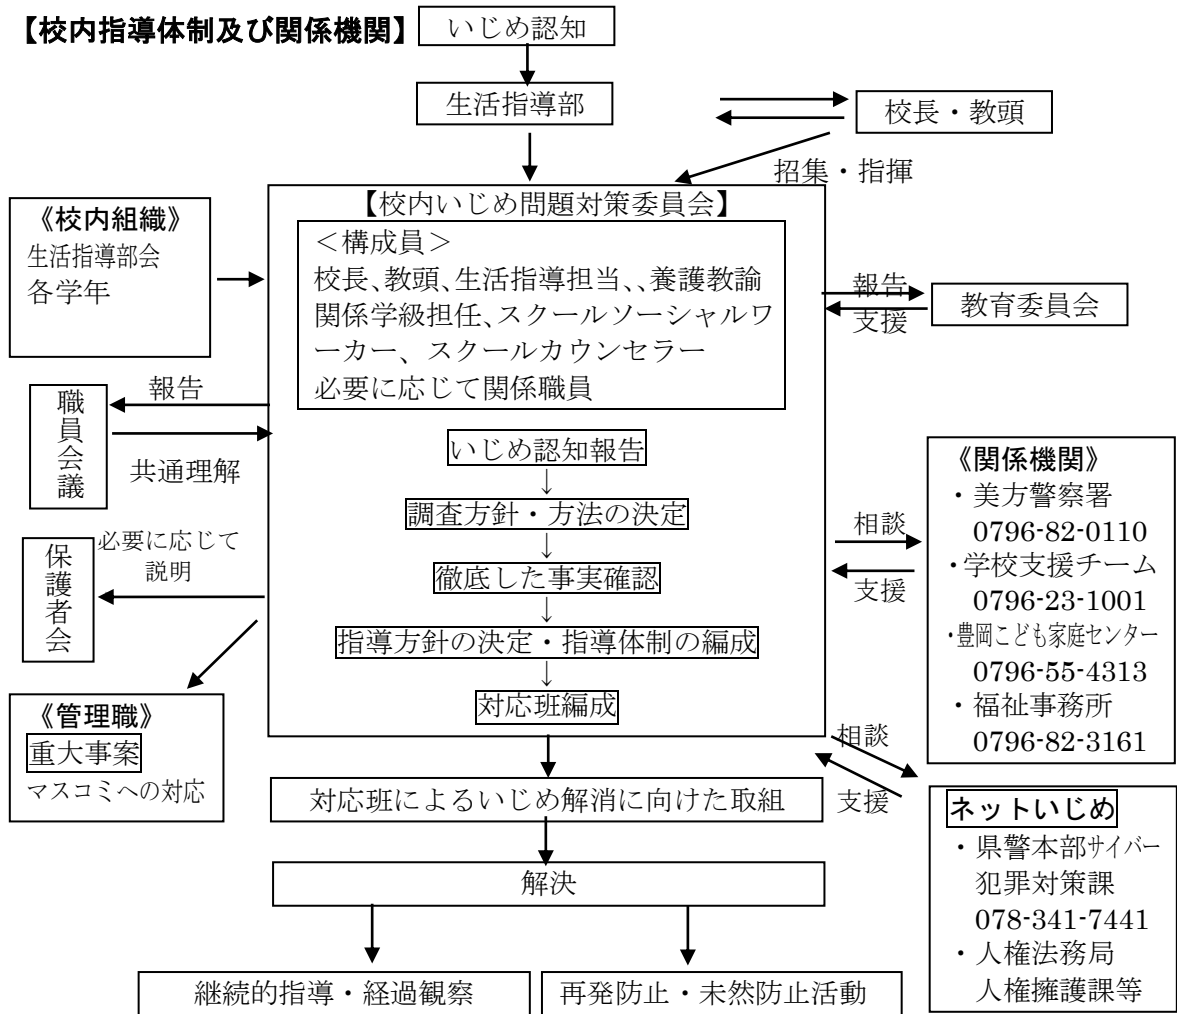 【校内指導体制及び関係機関】
いじめ認知
生活指導部
校長・教頭
招集・指揮
《校内組織》
生活指導部会
各学年
【校内いじめ問題対策委員会】
＜構成員＞
校長、教頭、生活指導担当、、養護教諭
関係学級担任、スクールソーシャルワ
ーカー、スクールカウンセラー
必要に応じて関係職員
報告
支援
教育委員会
職員会議
報告
共通理解
いじめ認知報告
↓
調査方針・方法の決定
↓
徹底した事実確認
↓
指導方針の決定・指導体制の編成
↓
対応班編成
保護者会
必要に応じて
説明
《管理職》
重大事案
マスコミへの対応
相談
支援
《関係機関》
・美方警察署
0796-82-0110
・学校支援チーム
0796-23-1001
・豊岡こども家庭センター
0796-55-4313
・福祉事務所
0796-82-3161
相談
支援
ネットいじめ
・県警本部サイバー
犯罪対策課
078-341-7441
・人権法務局
人権擁護課等
対応班によるいじめ解消に向けた取組
解決
継続的指導・経過観察
再発防止・未然防止活動